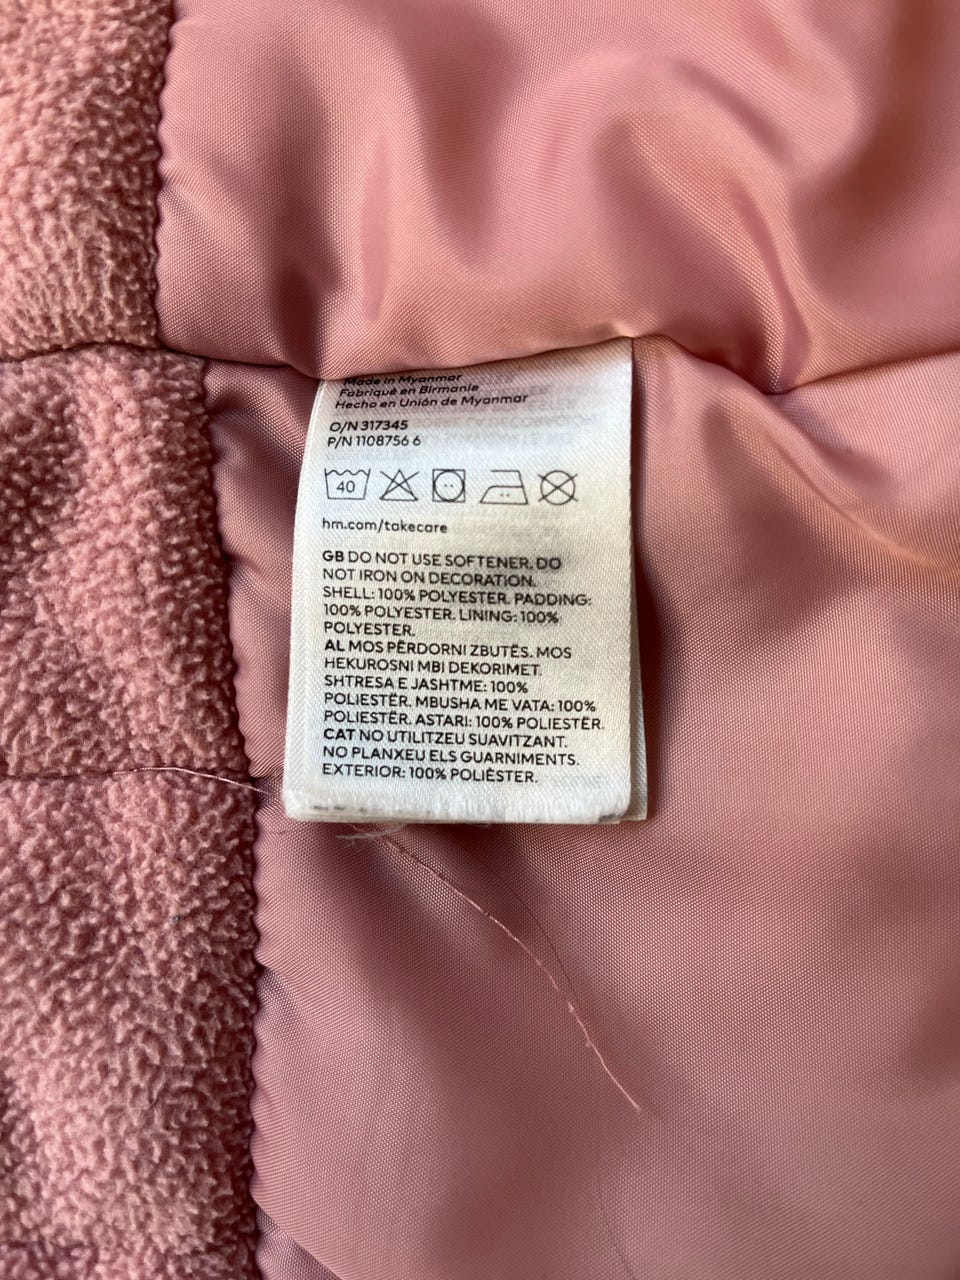 Made in Myanmar
Fabriqué en Birmanie
Hecho en Unión de Myanmar
O/N 317345
P/N 1108756 6
40
hm.com/takecare
GB DO NOT USE SOFTENER. DO
NOT IRON ON DECORATION.
SHELL: 100% POLYESTER. PADDING:
100% POLYESTER. LINING: 100%
POLYESTER.
AL MOS PËRDORNI ZBUTËS. MOS
HEKUROSNI MBI DEKORIMET.
SHTRESA E JASHTME: 100%
POLIESTËR. MBUSHA ME VATA: 100%
POLIESTËR. ASTARI: 100% POLIESTËR.
CAT NO UTILITZEU SUAVITZANT.
NO PLANXEU ELS GUARNIMENTS.
EXTERIOR: 100% POLIÈSTER.